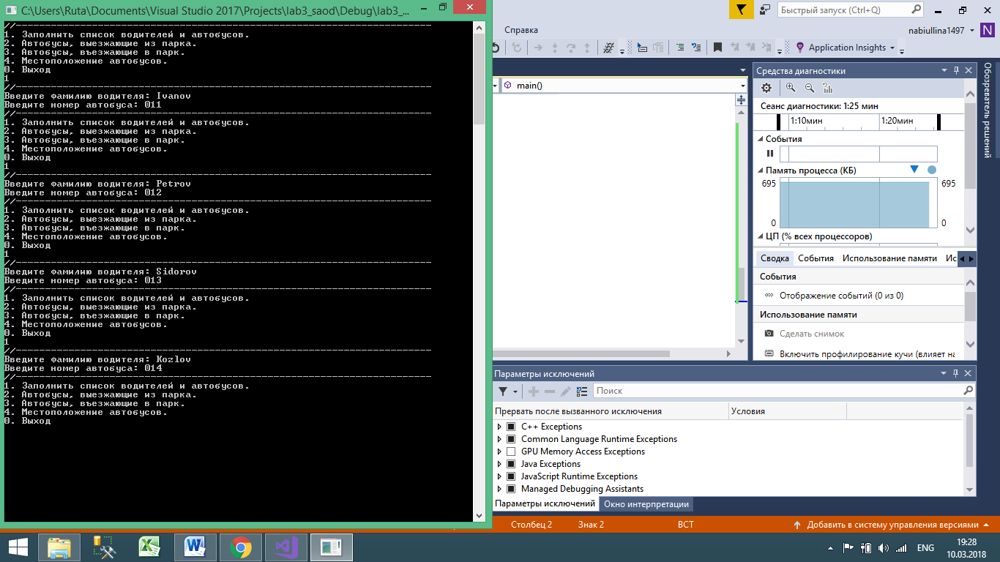 C:\Users\Ruta\Documents\Visual Studio 2017\Projects\lab3_saod\Debug\lab3_...
//-----------------------------------------------------------------------
1. Заполнить список водителей и автобусов.
2. Автобусы, выезжающие из парка.
3. Автобусы, въезжающие в парк.
4. Местоположение автобусов.
0. Выход
1
//-----------------------------------------------------------------------
Введите фамилию водителя: Ivanov
Введите номер автобуса: 011
//-----------------------------------------------------------------------
1. Заполнить список водителей и автобусов.
2. Автобусы, выезжающие из парка.
3. Автобусы, въезжающие в парк.
4. Местоположение автобусов.
0. Выход
1
//-----------------------------------------------------------------------
Введите фамилию водителя: Petrov
Введите номер автобуса: 012
//-----------------------------------------------------------------------
1. Заполнить список водителей и автобусов.
2. Автобусы, выезжающие из парка.
3. Автобусы, въезжающие в парк.
4. Местоположение автобусов.
0. Выход
1
//-----------------------------------------------------------------------
Введите фамилию водителя: Sidorov
Введите номер автобуса: 013
//-----------------------------------------------------------------------
1. Заполнить список водителей и автобусов.
2. Автобусы, выезжающие из парка.
3. Автобусы, въезжающие в парк.
4. Местоположение автобусов.
0. Выход
1
//-----------------------------------------------------------------------
Введите фамилию водителя: Kozlov
Введите номер автобуса: 014
//-----------------------------------------------------------------------
1. Заполнить список водителей и автобусов.
2. Автобусы, выезжающие из парка.
3. Автобусы, въезжающие в парк.
4. Местоположение автобусов.
0. Выход
Быстрый запуск (Ctrl+Q)
Справка
nabiullina1497 N
Application Insights
main()
Средства диагностики
Сеанс диагностики: 1:25 мин
1:10мин 1:20мин
События
Память процесса (КБ)
695 695
0 0
ЦП (% всех процессоров)
Сводка События Использование памяти Ис
События
Отображение событий (0 из 0)
Использование памяти
Сделать снимок
Включить профилирование кучи (влияет на
Обозреватель решений
Параметры исключений
Поиск
Прервать после вызванного исключения Условия
C++ Exceptions
Common Language Runtime Exceptions
GPU Memory Access Exceptions
Java Exceptions
JavaScript Runtime Exceptions
Managed Debugging Assistants
Параметры исключений Окно интерпретации
Столбец 2 Знак 2 ВСТ Добавить в систему управления версиями
ENG
19:28
10.03.2018